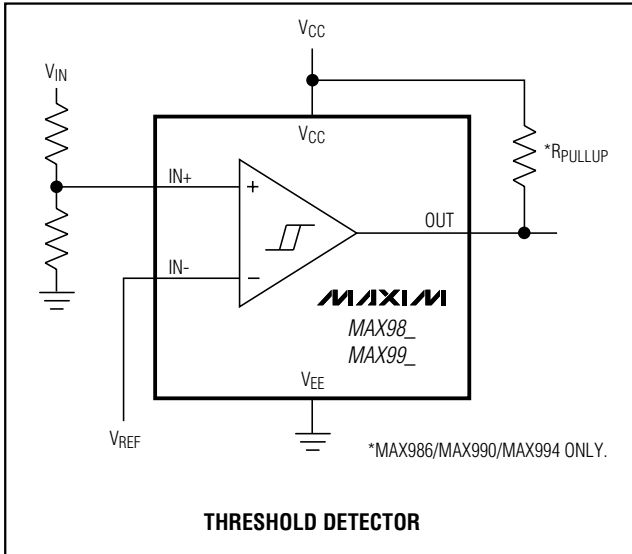 VCC
VIN
VCC
*RPULLUP
IN+
+
OUT
IN-
−
MAXIM
MAX98_
MAX99_
VEE
VREF
*MAX986/MAX990/MAX994 ONLY.
THRESHOLD DETECTOR